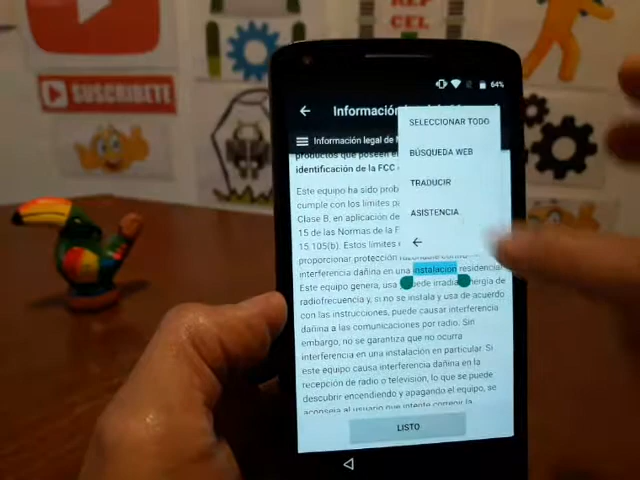 REP
CEL
SUSCRIBETE
64%
Información
SELECCIONAR TODO
Información legal de
BÚSQUEDA WEB
productos que poseen el
identificación de la FCC
TRADUCIR
Este equipo ha sido prob
cumple con los límites pa
ASISTENCIA
Clase B, en aplicación de
15 de las Normas de la F
15.105(b). Estos límites
proporcionar protección
interferencia dañina en una instalación residencial.
Este equipo genera, usa puede irradia energía de
radiofrecuencia y, si no se instala y usa de acuerdo
con las instrucciones, puede causar interferencia
dañina a las comunicaciones por radio. Sin
embargo, no se garantiza que no ocurra
interferencia en una instalación en particular. Si
este equipo causa interferencia dañina en la
recepción de radio o televisión, lo que se puede
descubrir encendiendo y apagando el equipo, se
aconseja al usuario que intente corregir la
LISTO